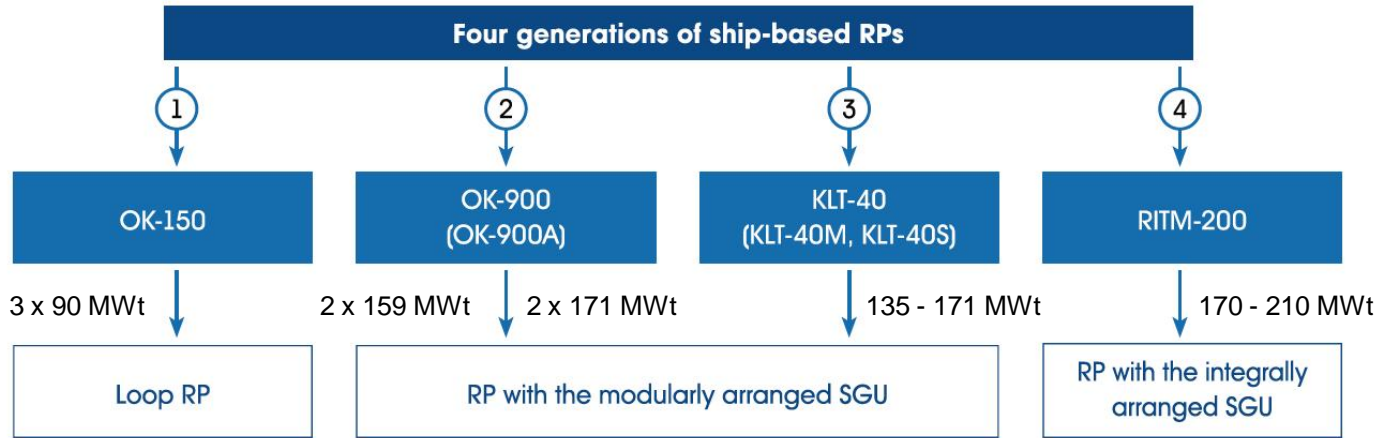 Four generations of ship-based RPs
1
2
3
4
OK-150
OK-900
(OK-900A)
KLT-40
(KLT-40M, KLT-40S)
RITM-200
3 x 90 MWt
2 x 159 MWt
2 x 171 MWt
135 - 171 MWt
170 - 210 MWt
Loop RP
RP with the modularly arranged SGU
RP with the integrally
arranged SGU